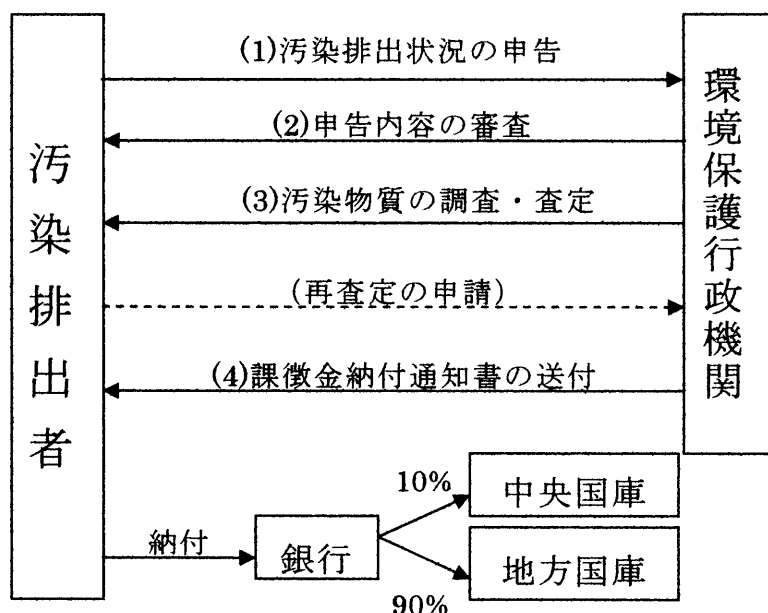 (1)汚染排出状況の申告
(2)申告内容の審査
(3)汚染物質の調査・査定
(再査定の申請)
(4)課徴金納付通知書の送付
汚染排出者
環境保護行政機関
納付
銀行
10%
中央国庫
地方国庫
90%